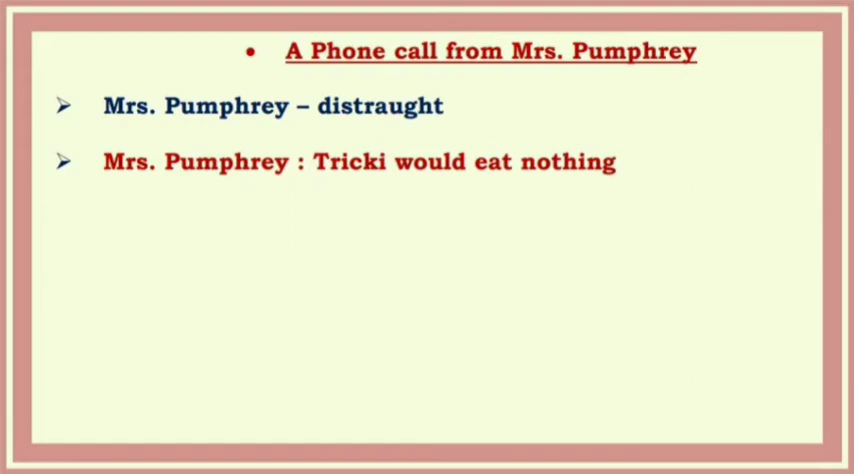 • A Phone call from Mrs. Pumphrey
➢ Mrs. Pumphrey – distraught
➢ Mrs. Pumphrey : Tricki would eat nothing